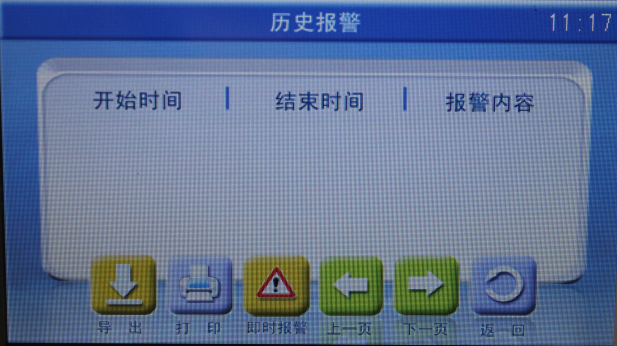 历史报警 11:17
开始时间 结束时间 报警内容
导 出 打 印 即时报警 上一页 下一页 返 回